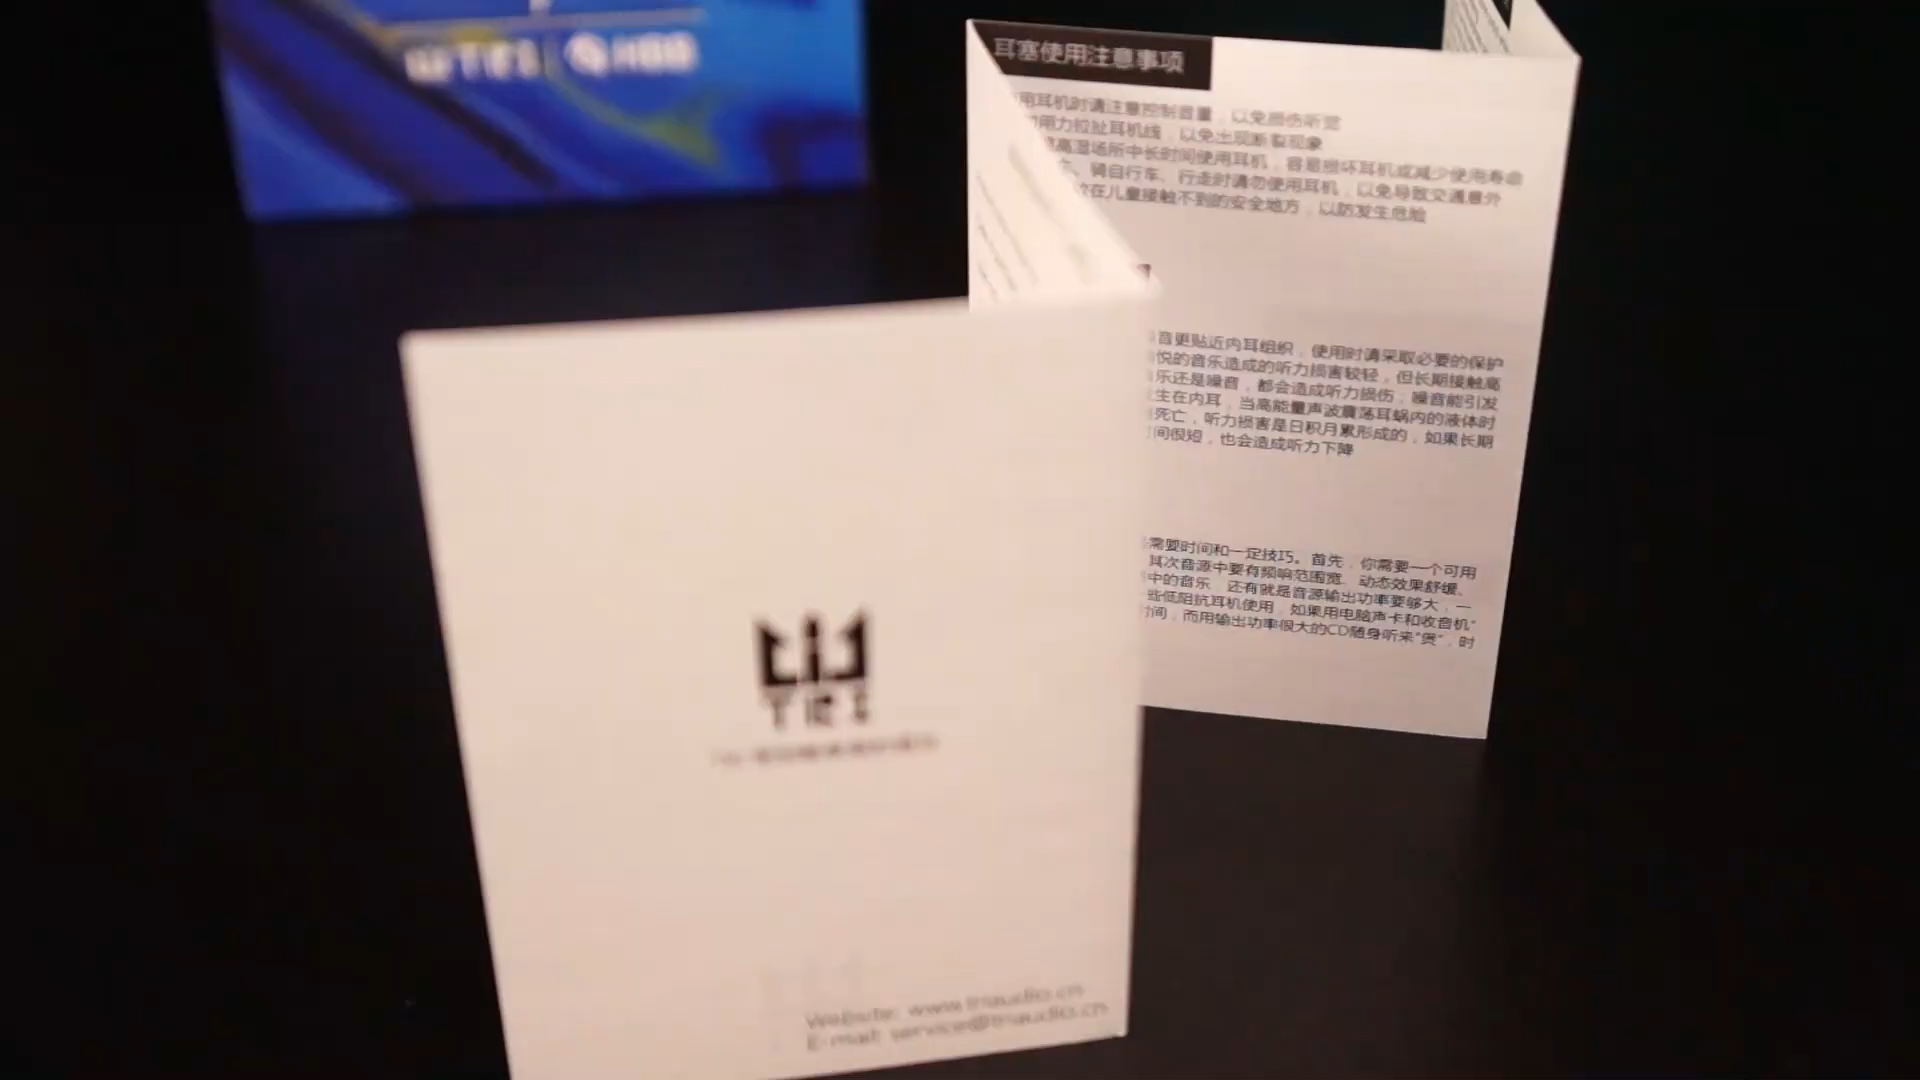 TRI | HBB
耳塞使用注意事项
用耳机时请注意控制音量，以免损伤听觉
用力拉扯耳机线，以免出现断裂现象
高湿场所中长时间使用耳机，容易损坏耳机或减少使用寿命
、骑自行车、行走时请勿使用耳机，以免导致交通意外
在儿童接触不到的安全地方，以防发生危险
音更贴近内耳组织，使用时请采取必要的保护
悦的音乐造成的听力损害较轻，但长期接触高
乐还是噪音，都会造成听力损伤，噪音能引发
生在内耳，当高能量声波震荡耳蜗内的液体时
死亡，听力损害是日积月累形成的，如果长期
间很短，也会造成听力下降
需要时间和一定技巧。首先，你需要一个可用
其次音源中要有频响范围宽、动态效果舒缓、
中的音乐，还有就是音源输出功率要够大，一
些低阻抗耳机使用，如果用电脑声卡和收音机"
时间，而用输出功率很大的CD随身听来"煲"，时
TRI
Website: www.triaudio.cn
E-mail: service@triaudio.cn